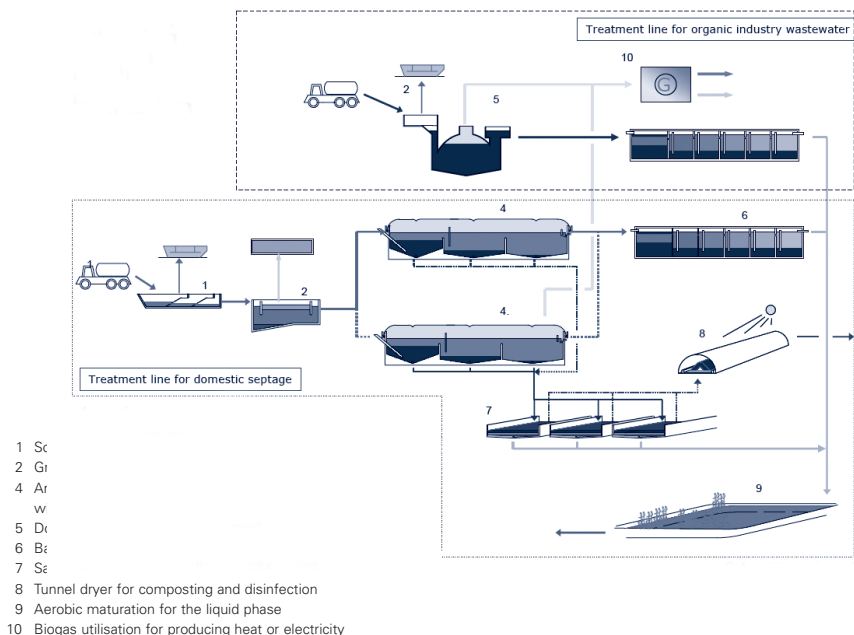 Treatment line for organic industry wastewater
10
2
5
G
4
6
1
1
2
4.
8
Treatment line for domestic septage
7
9
1 Sc
2 Gr
4 Ar
w
5 Do
6 Ba
7 Sa
8 Tunnel dryer for composting and disinfection
9 Aerobic maturation for the liquid phase
10 Biogas utilisation for producing heat or electricity